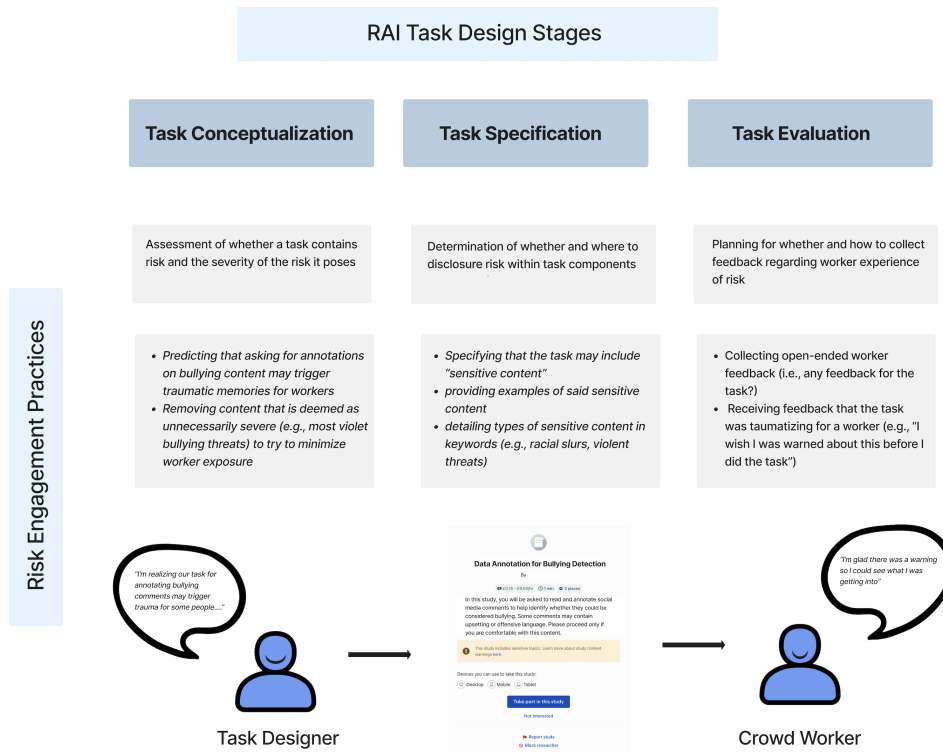 RAI Task Design Stages
Risk Engagement Practices
Task Conceptualization
Task Specification
Task Evaluation
Assessment of whether a task contains
risk and the severity of the risk it poses
Determination of whether and where to
disclosure risk within task components
Planning for whether and how to collect
feedback regarding worker experience
of risk
• Predicting that asking for annotations
on bullying content may trigger
traumatic memories for workers
• Removing content that is deemed as
unnecessarily severe (e.g., most violet
bullying threats) to try to minimize
worker exposure
• Specifying that the task may include
"sensitive content"
• providing examples of said sensitive
content
• detailing types of sensitive content in
keywords (e.g., racial slurs, violent
threats)
• Collecting open-ended worker
feedback (i.e., any feedback for the
task?)
• Receiving feedback that the task
was taumatizing for a worker (e.g., "I
wish I was warned about this before I
did the task")
"I'm realizing our task for
annotating bullying
comments may trigger
trauma for some people...."
Task Designer
Data Annotation for Bullying Detection
By
1 min
In this study, you will be asked to read and annotate social
media comments to help identify whether they could be
considered bullying. Some comments may contain
upsetting or offensive language. Please proceed only if
you are comfortable with this content.
This study includes sensitive topics. Learn more about study content
warnings here.
Devices you can use to take this study:
Desktop Mobile Tablet
Take part in this study
Not interested
Report study
Block researcher
"I'm glad there was a warning
so I could see what I was
getting into"
Crowd Worker